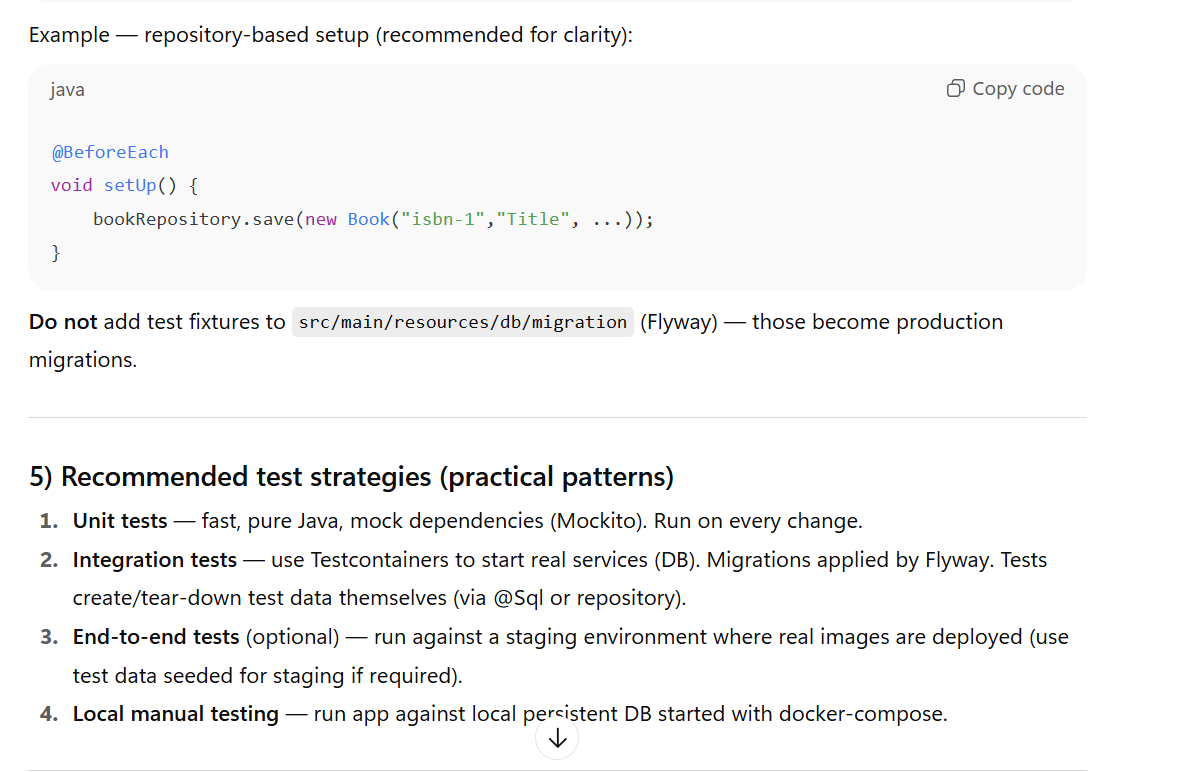 Example — repository-based setup (recommended for clarity):
java
Copy code
@BeforeEach
void setUp() {
    bookRepository.save(new Book("isbn-1","Title", ...));
}
Do not add test fixtures to src/main/resources/db/migration (Flyway) — those become production
migrations.
5) Recommended test strategies (practical patterns)
1. Unit tests — fast, pure Java, mock dependencies (Mockito). Run on every change.
2. Integration tests — use Testcontainers to start real services (DB). Migrations applied by Flyway. Tests
create/tear-down test data themselves (via @Sql or repository).
3. End-to-end tests (optional) — run against a staging environment where real images are deployed (use
test data seeded for staging if required).
4. Local manual testing — run app against local persistent DB started with docker-compose.